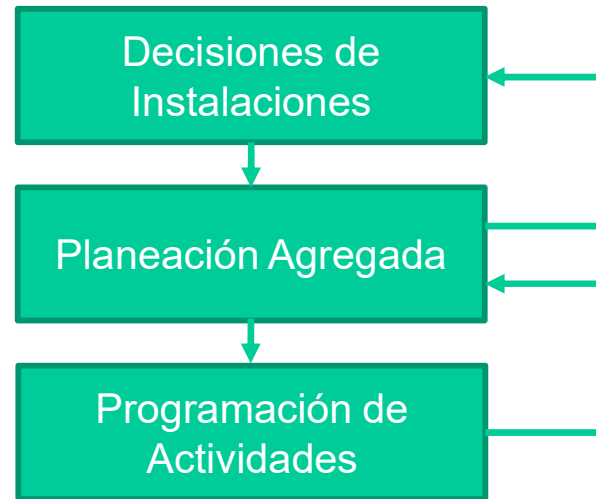 Decisiones de
Instalaciones
Planeación Agregada
Programación de
Actividades